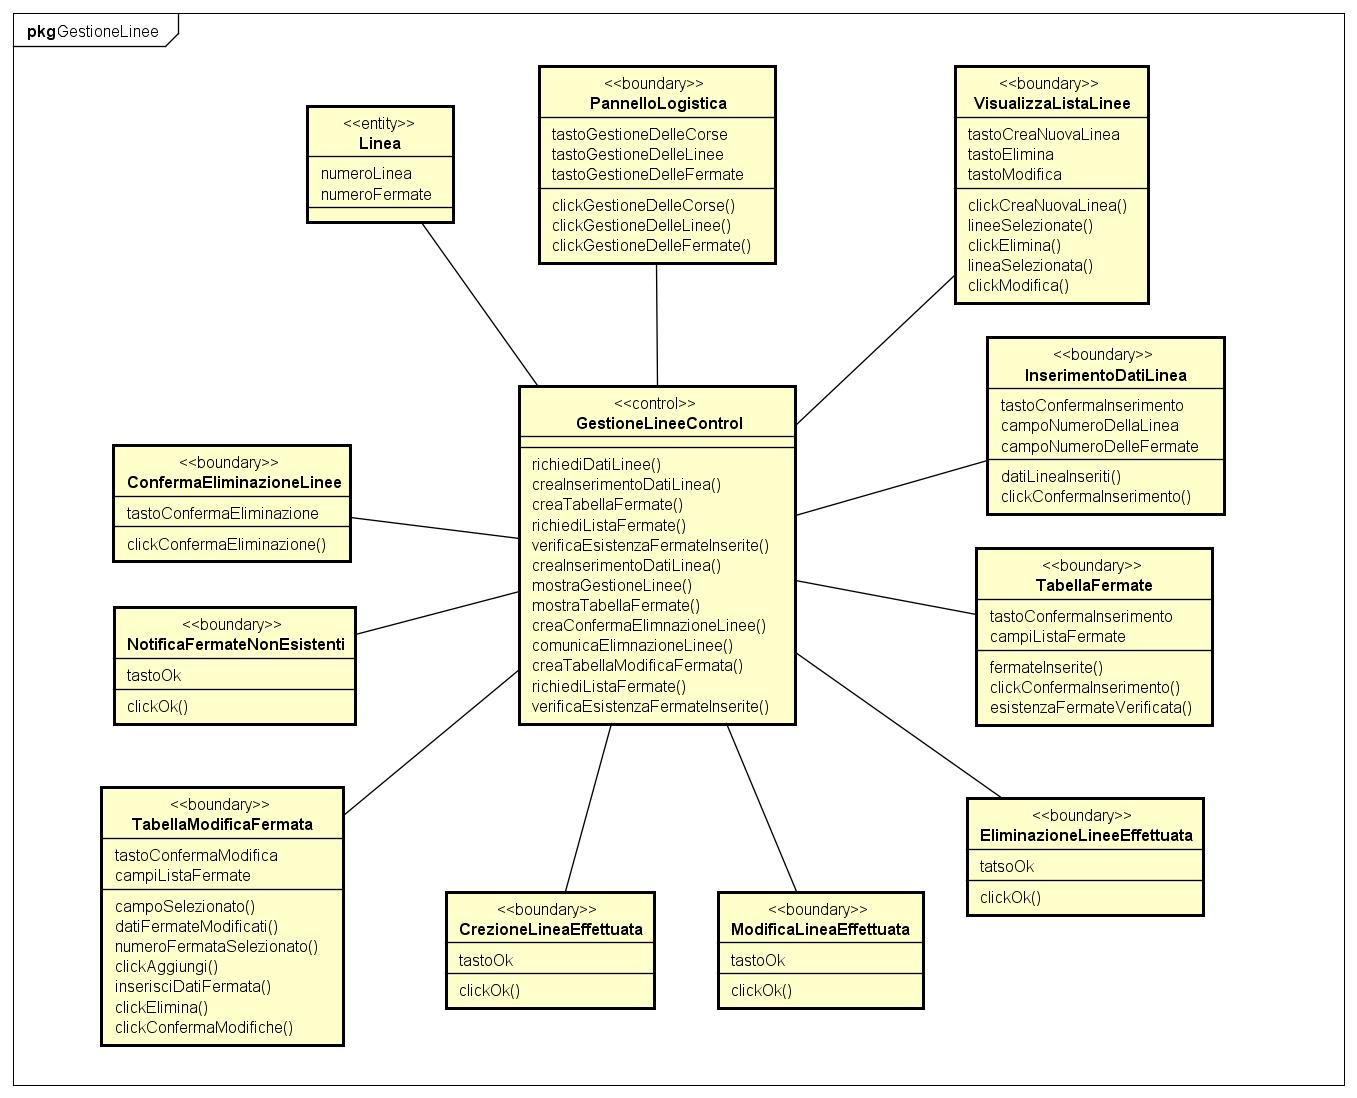 pkg GestioneLinee
<<entity>>
Linea
numeroLinea
numeroFermate
<<boundary>>
PannelloLogistica
tastoGestioneDelleCorse
tastoGestioneDelleLinee
tastoGestioneDelleFermate
clickGestioneDelleCorse()
clickGestioneDelleLinee()
clickGestioneDelleFermate()
<<boundary>>
VisualizzaListaLinee
tastoCreaNuovaLinea
tastoElimina
tastoModifica
clickCreaNuovaLinea()
lineeSelezionate()
clickElimina()
lineaSelezionata()
clickModifica()
<<boundary>>
InserimentoDatiLinea
tastoConfermaInserimento
campoNumeroDellaLinea
campoNumeroDelleFermate
datiLineaInseriti()
clickConfermaInserimento()
<<control>>
GestioneLineeControl
richiediDatiLinee()
creaInserimentoDatiLinea()
creaTabellaFermate()
richiediListaFermate()
verificaEsistenzaFermateInserite()
creaInserimentoDatiLinea()
mostraGestioneLinee()
mostraTabellaFermate()
creaConfermaElimnazioneLinee()
comunicaElimnazioneLinee()
creaTabellaModificaFermata()
richiediListaFermate()
verificaEsistenzaFermateInserite()
<<boundary>>
ConfermaEliminazioneLinee
tastoConfermaEliminazione
clickConfermaEliminazione()
<<boundary>>
TabellaFermate
tastoConfermaInserimento
campiListaFermate
fermateInserite()
clickConfermaInserimento()
esistenzaFermateVerificata()
<<boundary>>
NotificaFermateNonEsistenti
tastoOk
clickOk()
<<boundary>>
TabellaModificaFermata
tastoConfermaModifica
campiListaFermate
campoSelezionato()
datiFermateModificati()
numeroFermataSelezionato()
clickAggiungi()
inserisciDatiFermata()
clickElimina()
clickConfermaModifiche()
<<boundary>>
EliminazioneLineeEffettuata
tatsoOk
clickOk()
<<boundary>>
CrezioneLineaEffettuata
tastoOk
clickOk()
<<boundary>>
ModificaLineaEffettuata
tastoOk
clickOk()